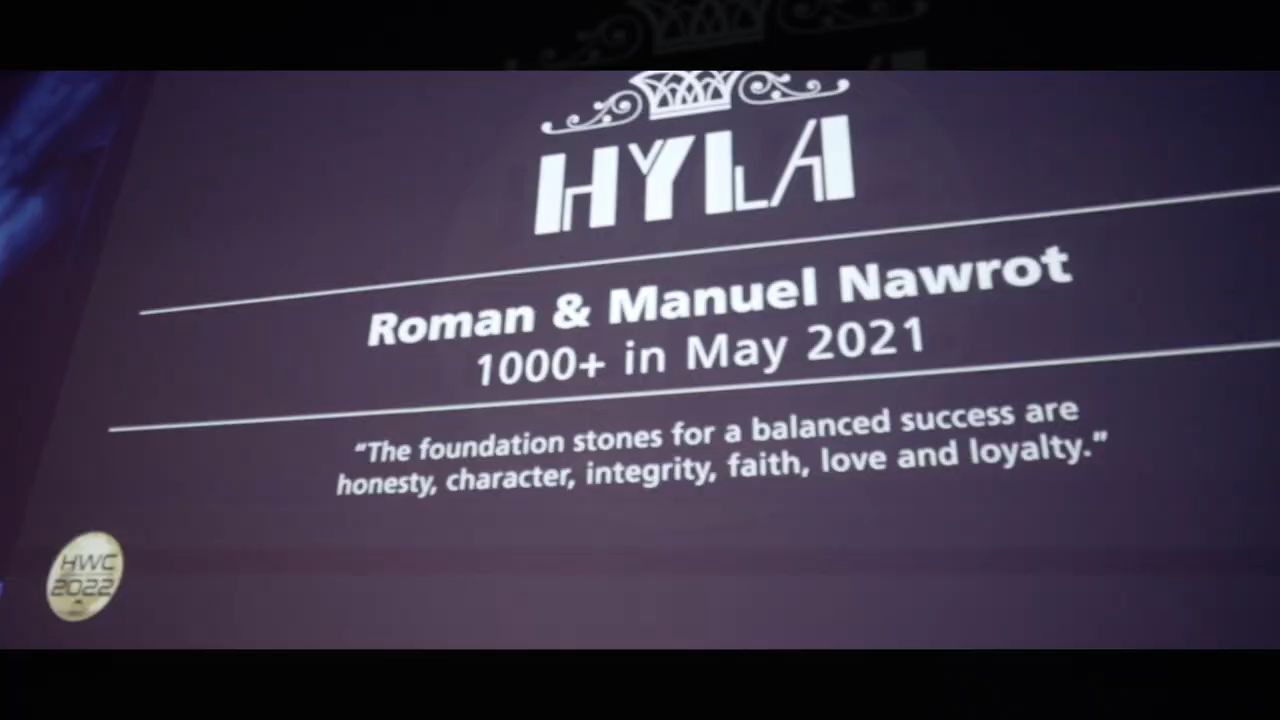 HYLA
Roman & Manuel Nawrot
1000+ in May 2021
“The foundation stones for a balanced success are
honesty, character, integrity, faith, love and loyalty.”
HWC
2022